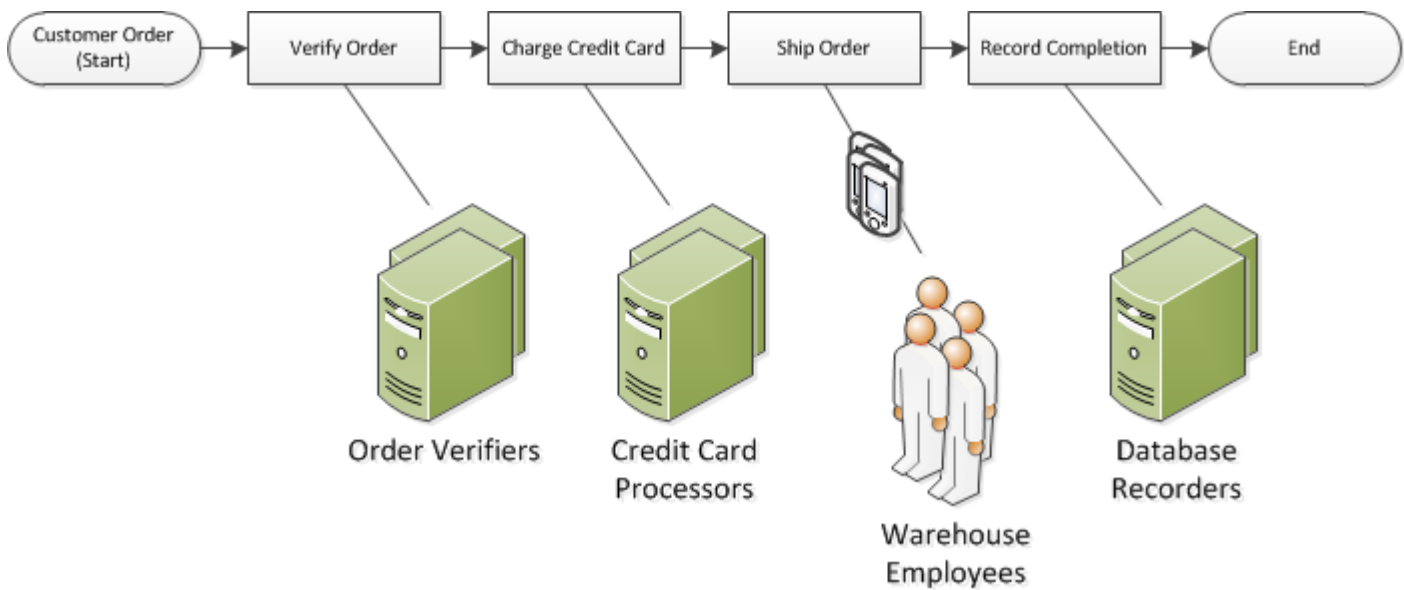 Customer Order
(Start)
Verify Order
Charge Credit Card
Ship Order
Record Completion
End
Order Verifiers
Credit Card
Processors
Warehouse
Employees
Database
Recorders